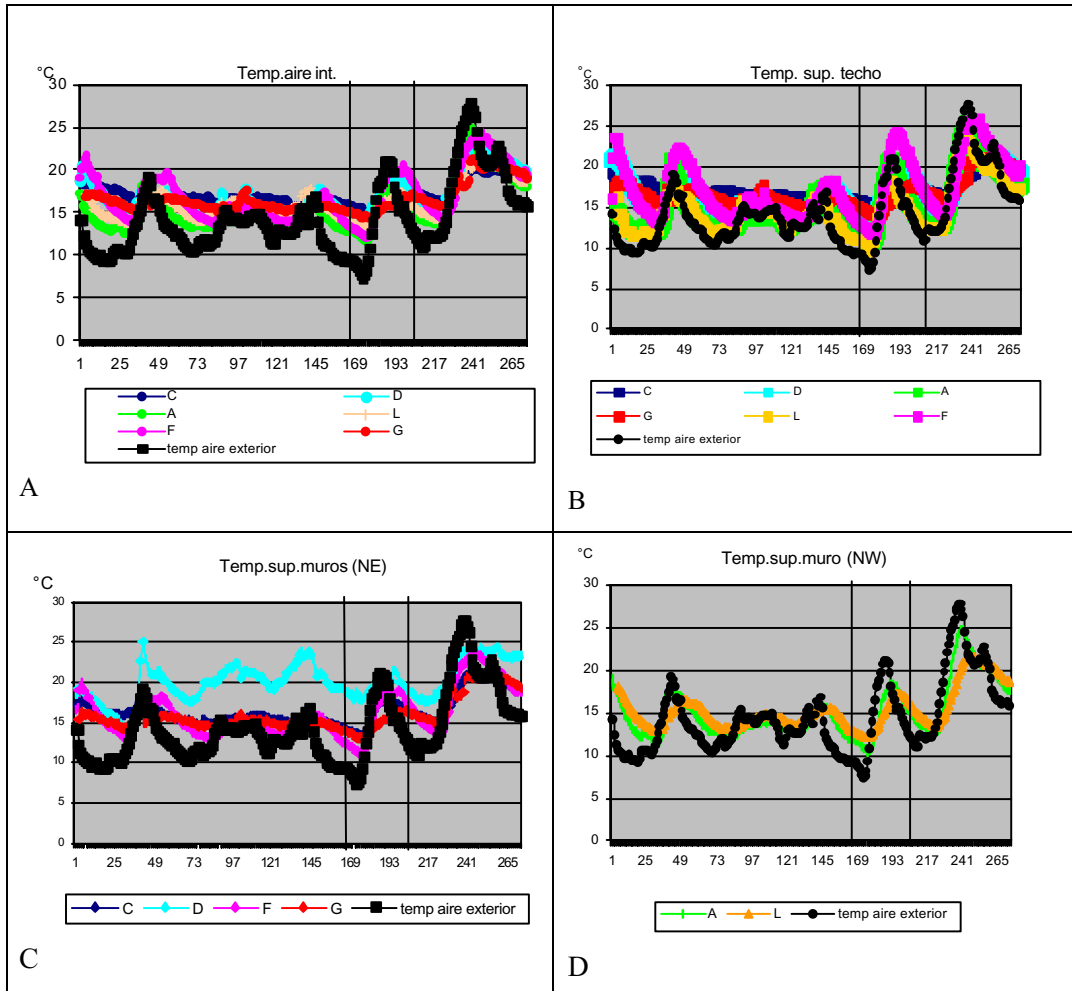 Temp.aire int.
°C
30
25
20
15
10
5
0
1 25 49 73 97 121 145 169 193 217 241 265
C D
A L
F G
temp aire exterior
A
Temp. sup. techo
°C
30
25
20
15
10
5
0
1 25 49 73 97 121 145 169 193 217 241 265
C D A
G L F
temp aire exterior
B
Temp.sup.muros (NE)
°C
30
25
20
15
10
5
0
1 25 49 73 97 121 145 169 193 217 241 265
C D F G temp aire exterior
C
Temp.sup.muro (NW)
°C
30
25
20
15
10
5
0
1 25 49 73 97 121 145 169 193 217 241 265
A L temp aire exterior
D